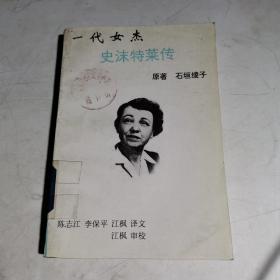 一代女杰
史沫特莱传
原著 石垣绫子
陈志江 李保平 江枫 译文
江枫 审校